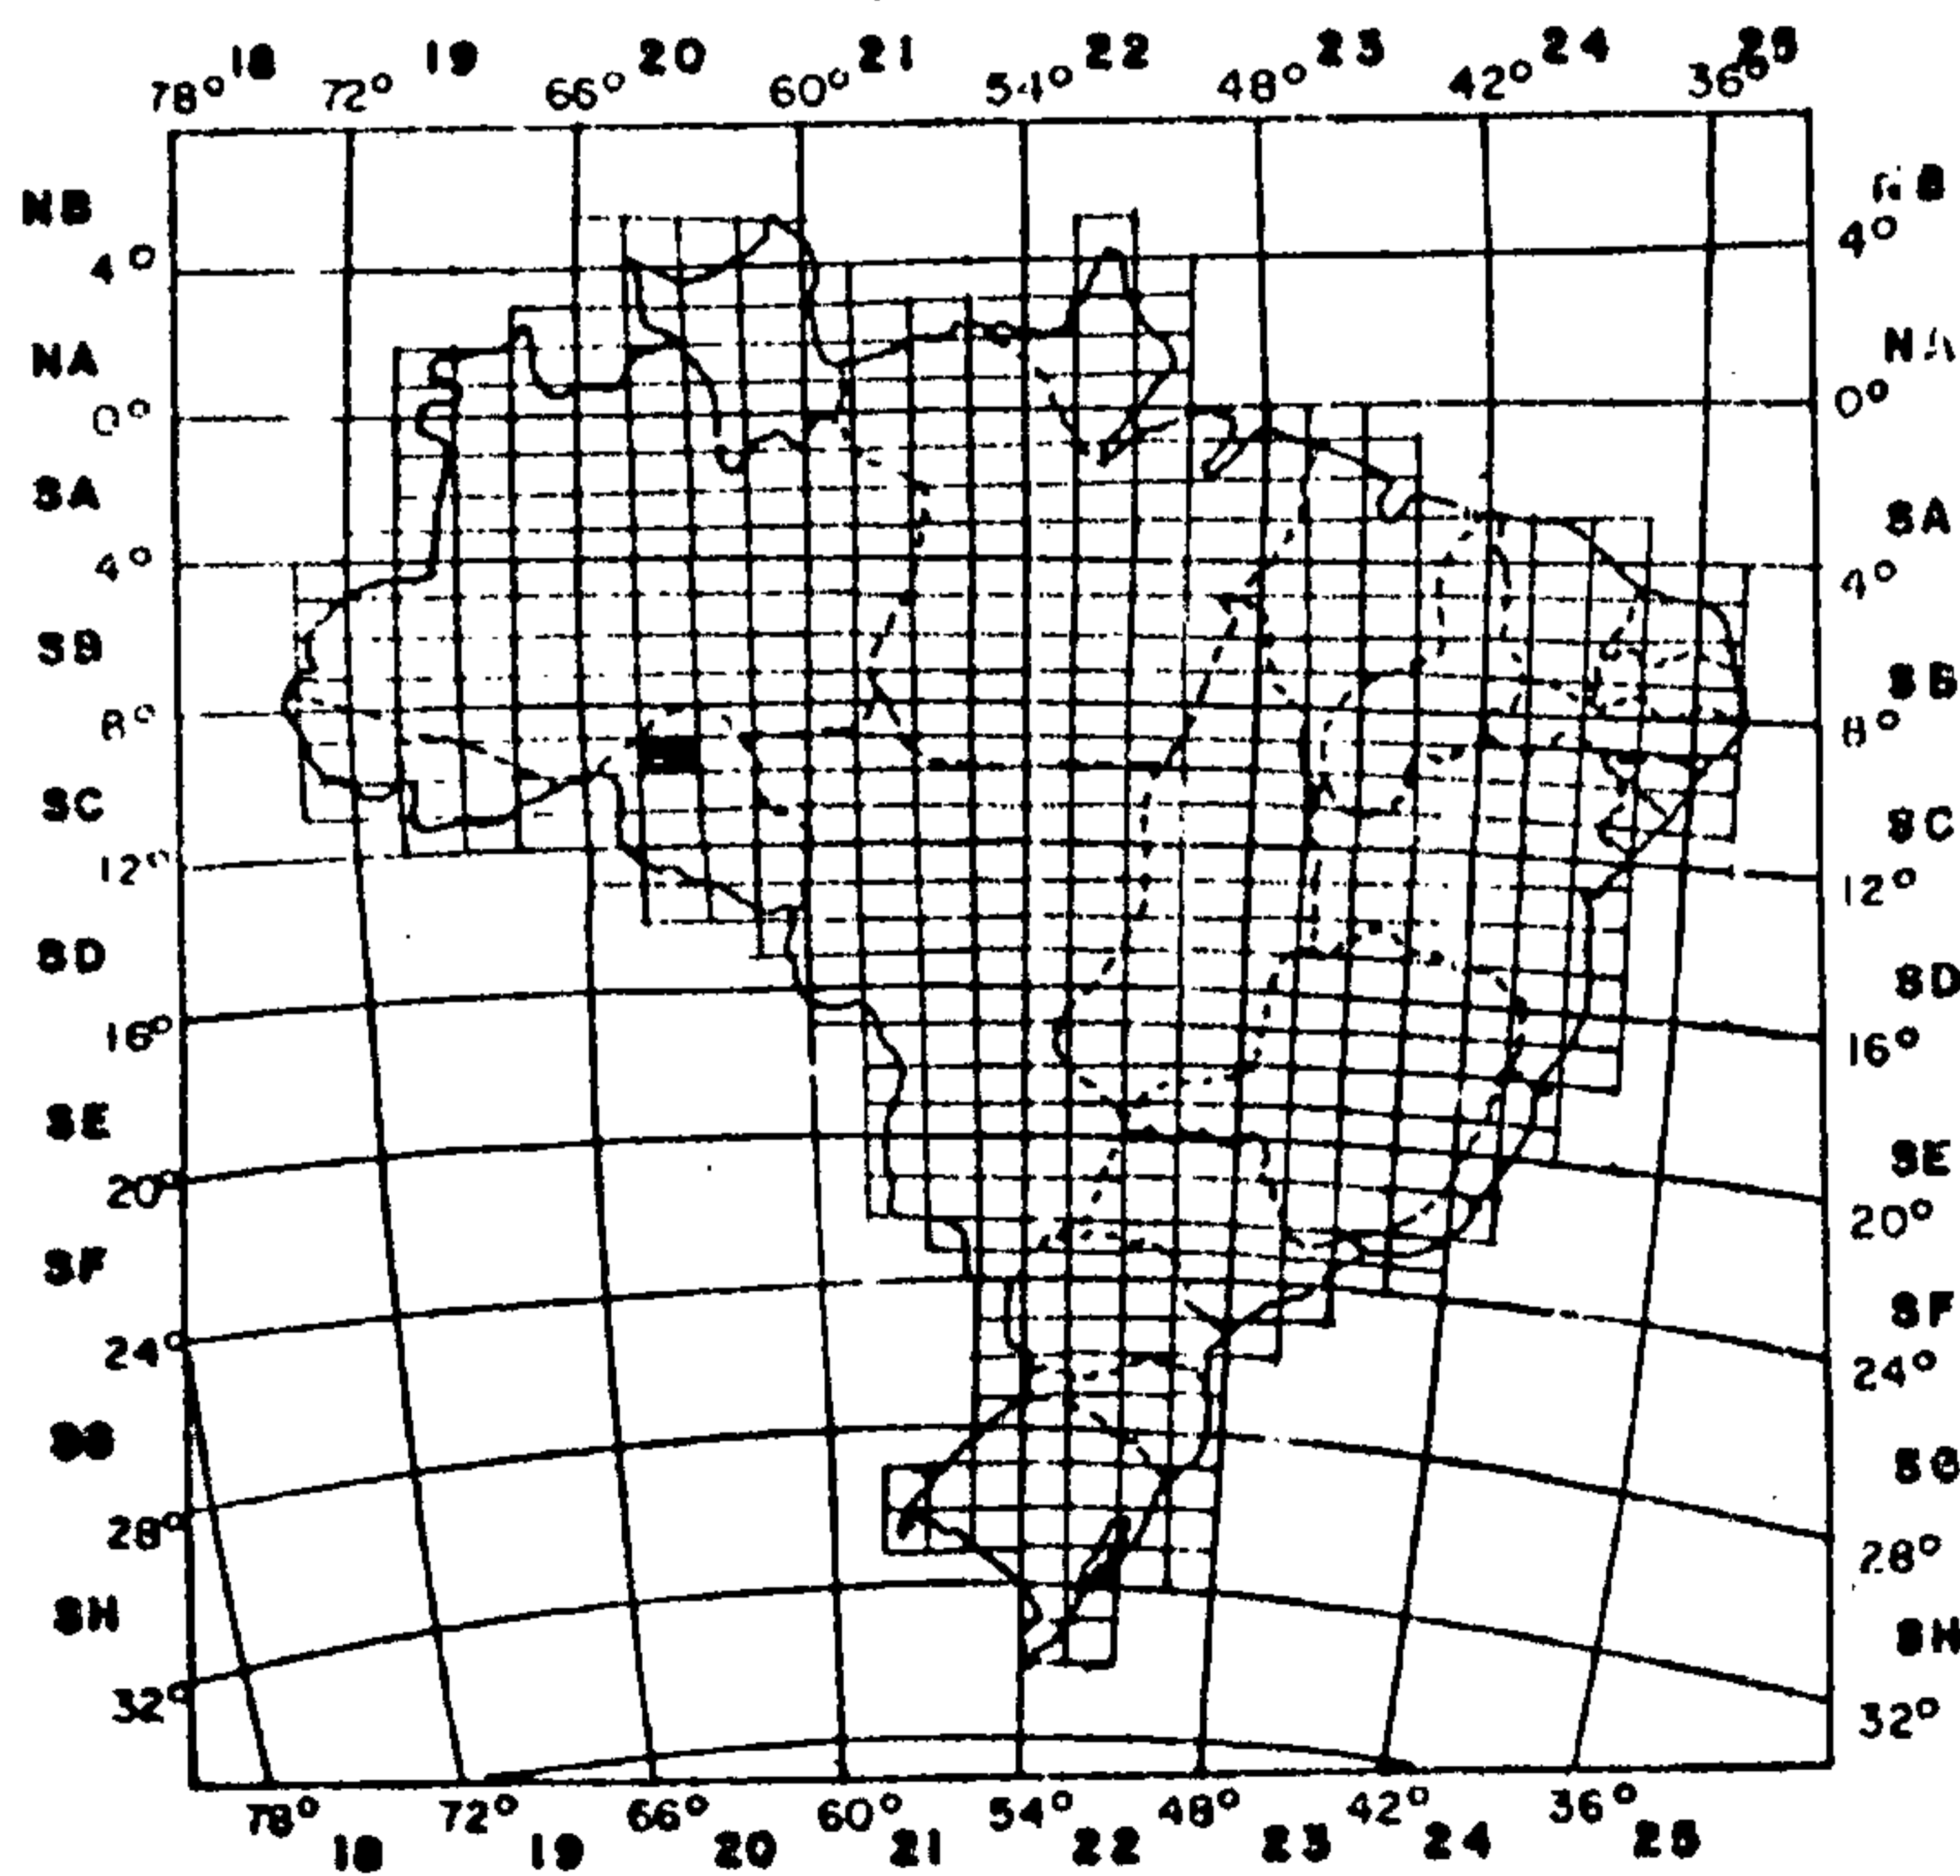 18 19 20 21 22 23 24 25
78° 72° 66° 60° 54° 48° 42° 36°
NB
4° 4°
NA NA
0° 0°
SA SA
4° 4°
SB SB
8° 8°
SC SC
12° 12°
SD SD
16° 16°
SE SE
20° 20°
SF SF
24° 24°
SG SG
28° 28°
SH SH
32° 32°
78° 72° 66° 60° 54° 48° 42° 36°
18 19 20 21 22 23 24 25